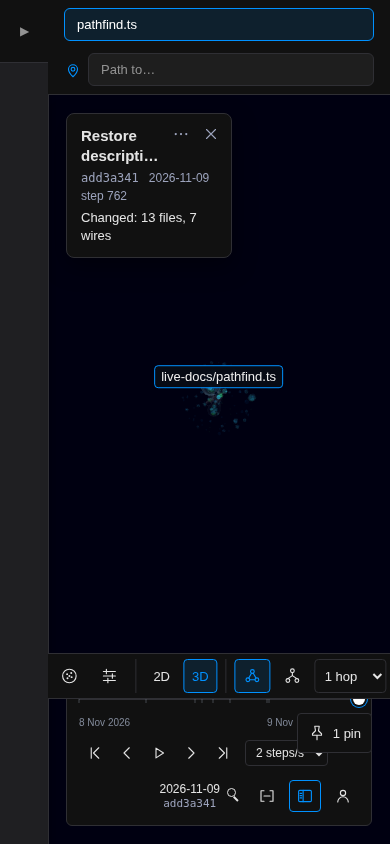 pathfind.ts
Path to…
Restore
descripti…
add3a341 2026-11-09
step 762
Changed: 13 files, 7
wires
live-docs/pathfind.ts
2D 3D 1 hop
8 Nov 2026 9 Nov
1 pin
2 steps/s
2026-11-09
add3a341